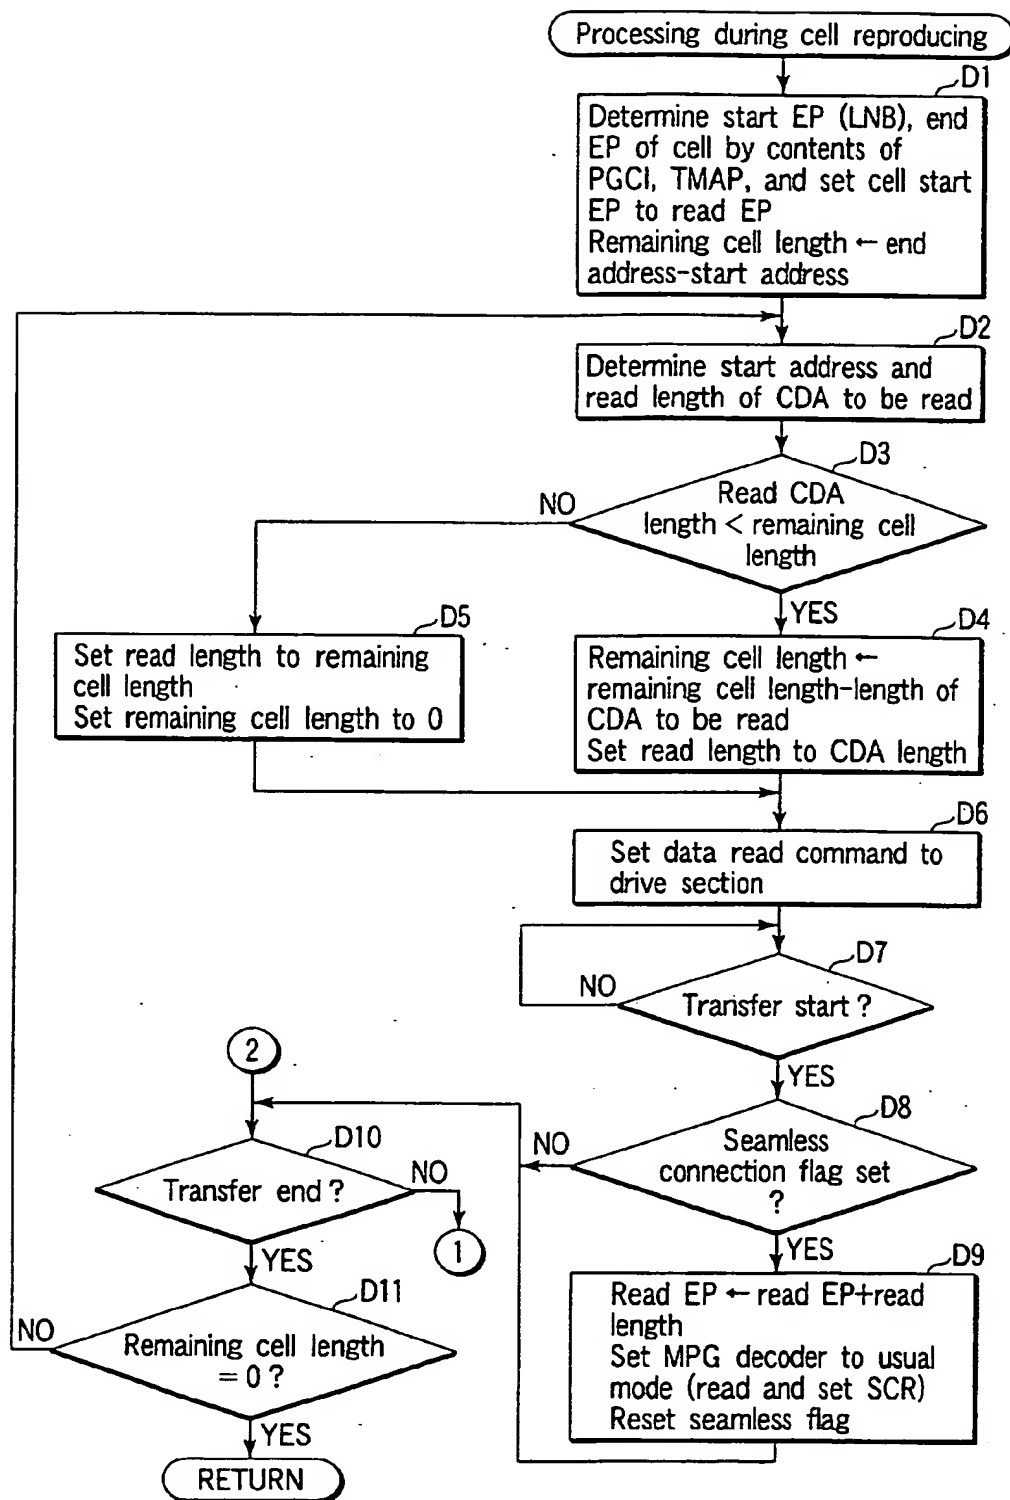 Processing during cell reproducing
D1
Determine start EP (LNB), end
EP of cell by contents of
PGCI, TMAP, and set cell start
EP to read EP
Remaining cell length ← end
address-start address
D2
Determine start address and
read length of CDA to be read
D3
Read CDA
length < remaining cell
length
NO
YES
D5
Set read length to remaining
cell length
Set remaining cell length to 0
D4
Remaining cell length ←
remaining cell length-length of
CDA to be read
Set read length to CDA length
D6
Set data read command to
drive section
D7
Transfer start ?
NO
YES
D8
Seamless
connection flag set
?
NO
YES
D9
Read EP ← read EP+read
length
Set MPG decoder to usual
mode (read and set SCR)
Reset seamless flag
2
D10
Transfer end ?
NO
1
YES
D11
Remaining cell length
= 0 ?
NO
YES
RETURN